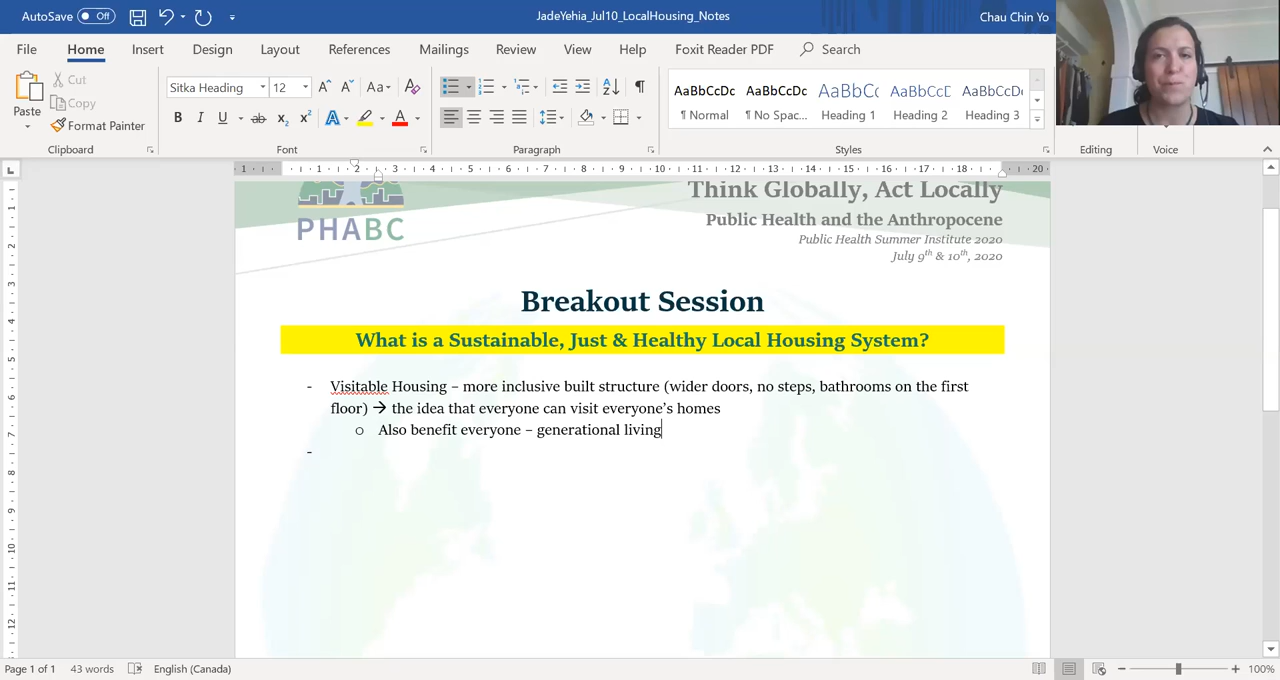 AutoSave Off
JadeYehia_Jul10_LocalHousing_Notes
Chau Chin Yo
File Home Insert Design Layout References Mailings Review View Help Foxit Reader PDF Search
Paste
Cut
Copy
Format Painter
Clipboard
Sitka Heading 12
Font
Paragraph
AaBbCcDc AaBbCcDc AaBbCc AaBbCcD AaBbCcDc
¶ Normal ¶ No Spac... Heading 1 Heading 2 Heading 3
Styles
Editing
Voice
PHABC
Think Globally, Act Locally
Public Health and the Anthropocene
Public Health Summer Institute 2020
July 9th & 10th, 2020
Breakout Session
What is a Sustainable, Just & Healthy Local Housing System?
- Visitable Housing – more inclusive built structure (wider doors, no steps, bathrooms on the first
floor) → the idea that everyone can visit everyone's homes
o Also benefit everyone – generational living
-
Page 1 of 1 43 words English (Canada) 100%